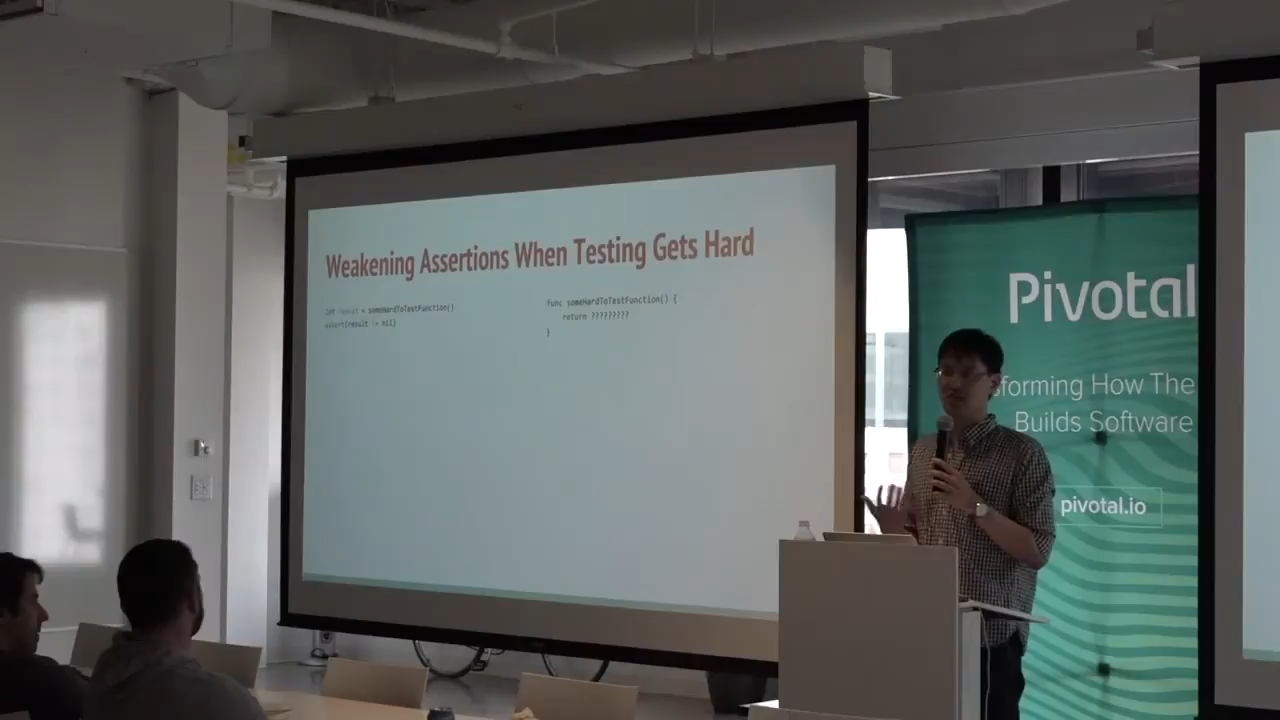 Weakening Assertions When Testing Gets Hard
let result = someHardToTestFunction()
assert(result != nil)
func someHardToTestFunction() {
return ?????????
}
Pivotal
sforming How The
Builds Software
pivotal.io